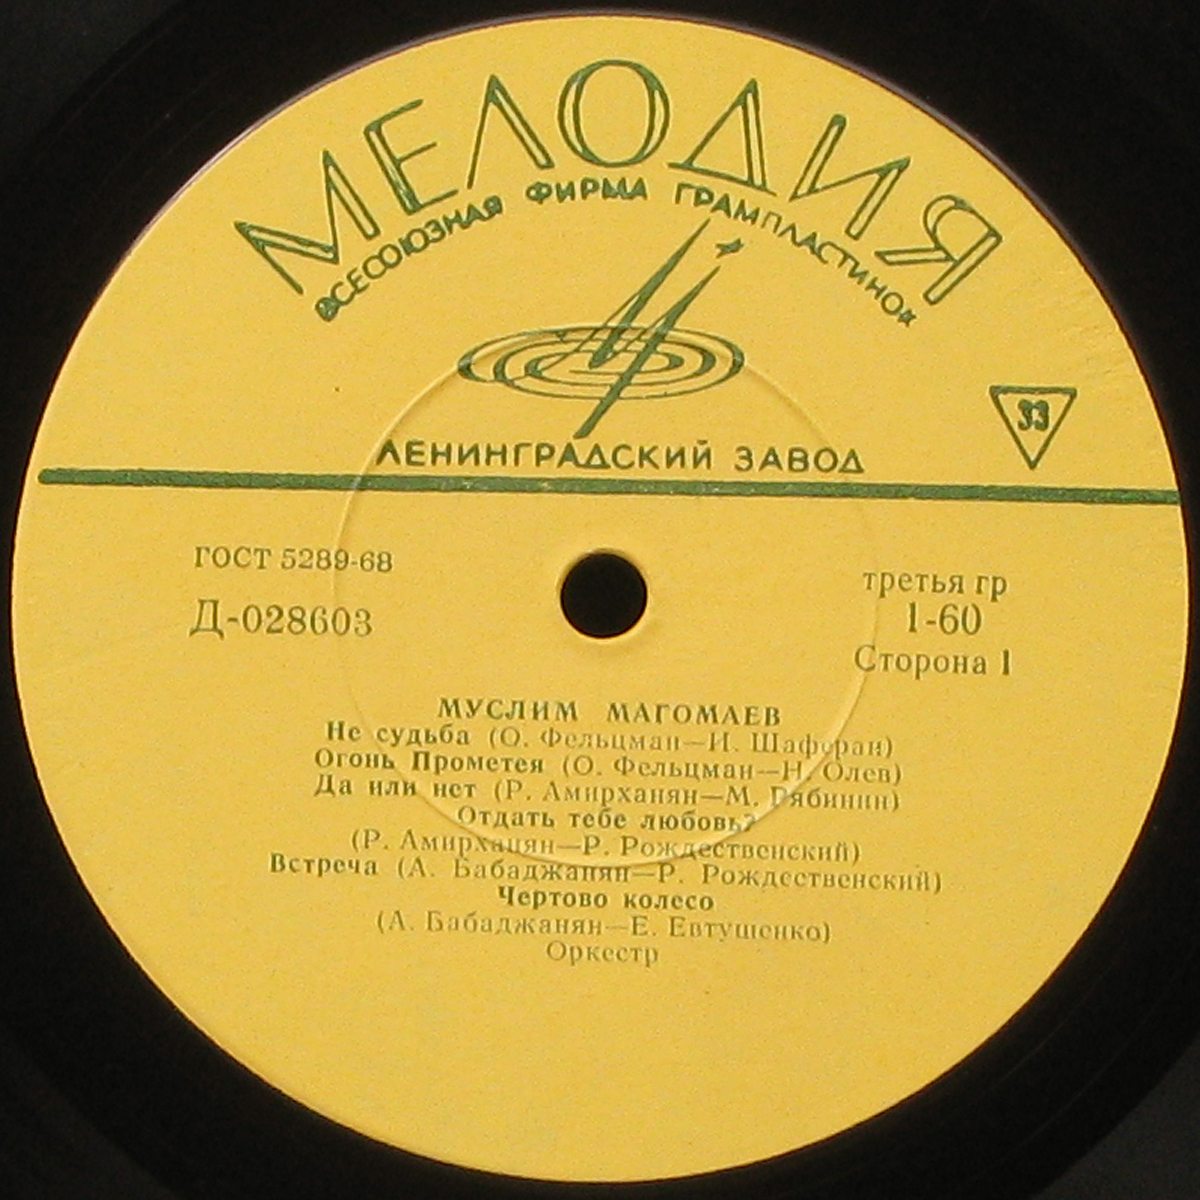 МЕЛОДИЯ
ВСЕСОЮЗНАЯ ФИРМА ГРАМПЛАСТИНОК
ЛЕНИНГРАДСКИЙ ЗАВОД
33
ГОСТ 5289-68
Д-028603
третья гр
1-60
Сторона 1
МУСЛИМ МАГОМАЕВ
Не судьба (О. Фельцман—И. Шаферан)
Огонь Прометея (О. Фельцман—Н. Олев)
Да или нет (Р. Амирханян—М. Рябинин)
Отдать тебе любовь?
(Р. Амирханян—Р. Рождественский)
Встреча (А. Бабаджанян—Р. Рождественский)
Чертово колесо
(А. Бабаджанян—Е. Евтушенко)
Оркестр